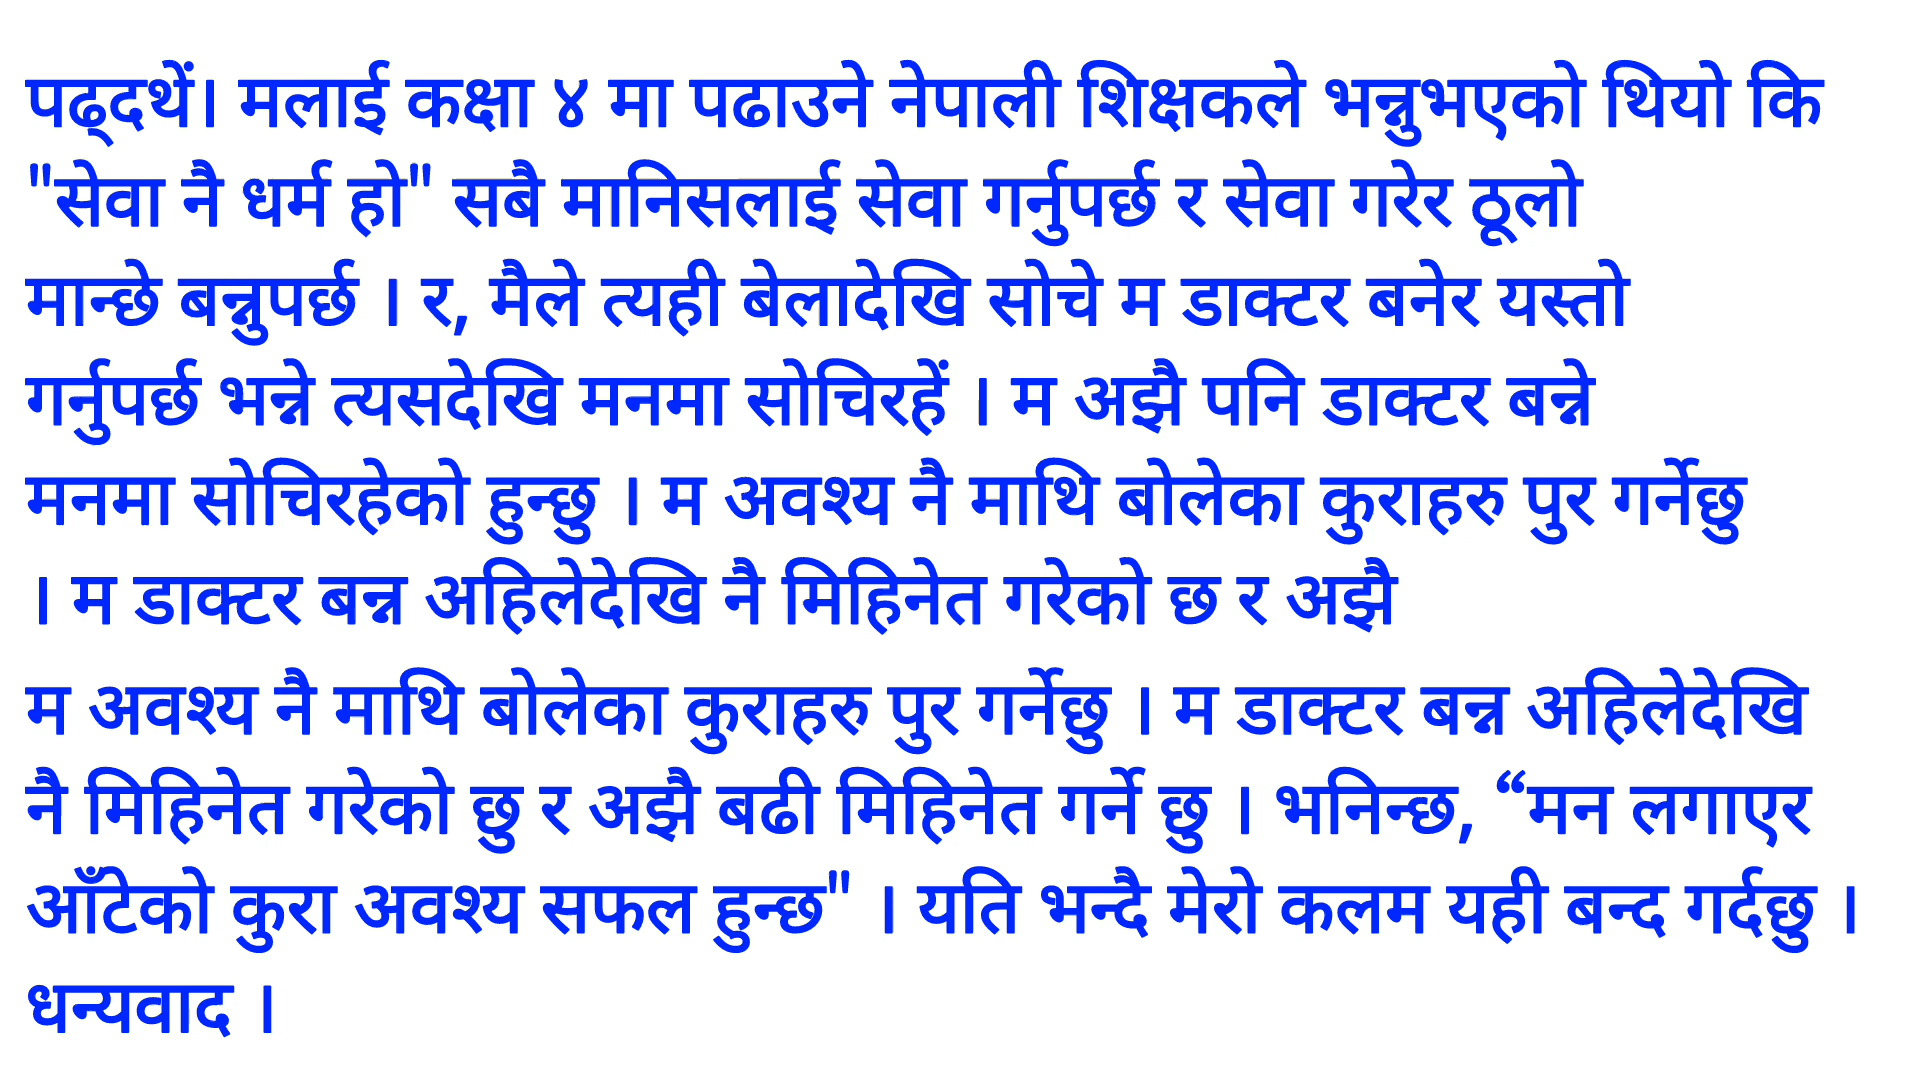 पढ्दथें। मलाई कक्षा ४ मा पढाउने नेपाली शिक्षकले भन्नुभएको थियो कि
"सेवा नै धर्म हो" सबै मानिसलाई सेवा गर्नुपर्छ र सेवा गरेर ठूलो
मान्छे बन्नुपर्छ । र, मैले त्यही बेलादेखि सोचे म डाक्टर बनेर यस्तो
गर्नुपर्छ भन्ने त्यसदेखि मनमा सोचिरहें । म अझै पनि डाक्टर बन्ने
मनमा सोचिरहेको हुन्छु । म अवश्य नै माथि बोलेका कुराहरु पुर गर्नेछु
। म डाक्टर बन्न अहिलेदेखि नै मिहिनेत गरेको छ र अझै
म अवश्य नै माथि बोलेका कुराहरु पुर गर्नेछु । म डाक्टर बन्न अहिलेदेखि
नै मिहिनेत गरेको छु र अझै बढी मिहिनेत गर्ने छु । भनिन्छ, “मन लगाएर
आँटेको कुरा अवश्य सफल हुन्छ" । यति भन्दै मेरो कलम यही बन्द गर्दछु ।
धन्यवाद ।